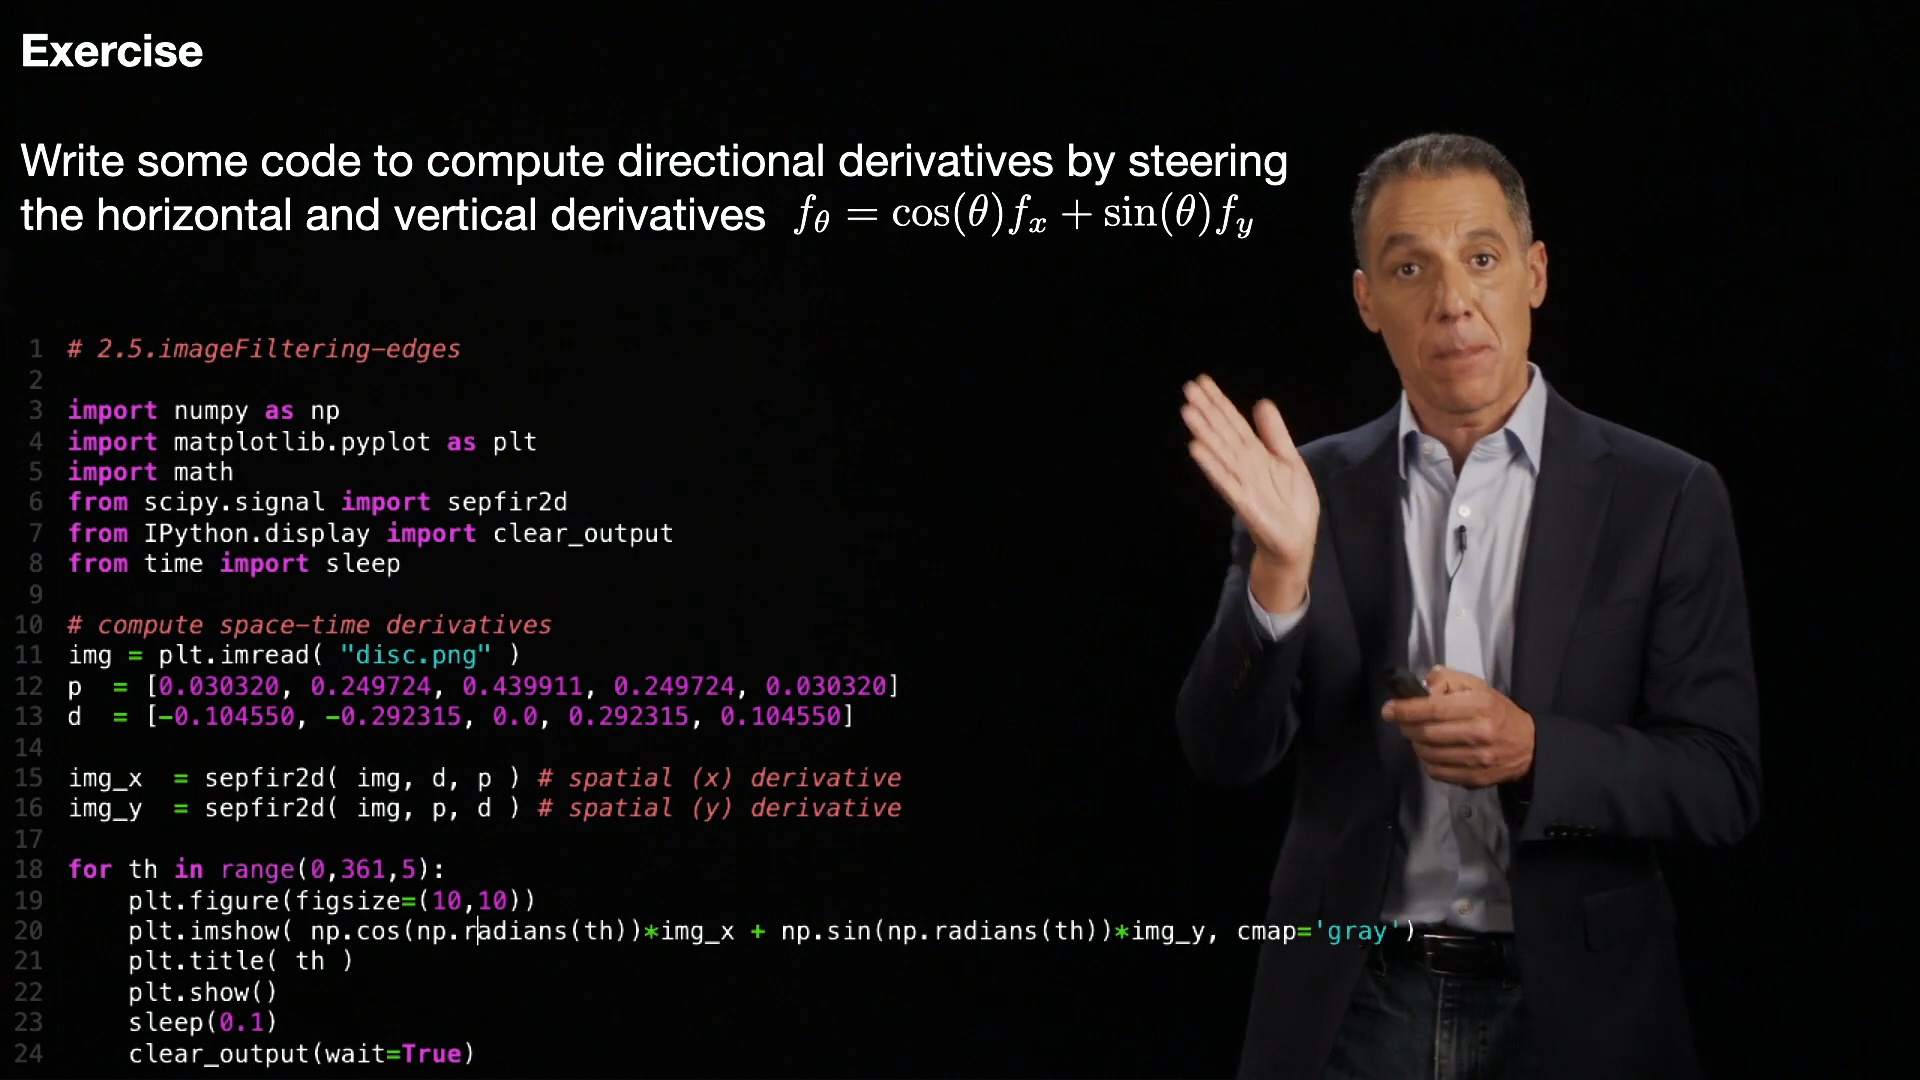 Exercise
Write some code to compute directional derivatives by steering
the horizontal and vertical derivatives f_θ = cos(θ)f_x + sin(θ)f_y
1 # 2.5.imageFiltering-edges
2
3 import numpy as np
4 import matplotlib.pyplot as plt
5 import math
6 from scipy.signal import sepfir2d
7 from IPython.display import clear_output
8 from time import sleep
9
10 # compute space-time derivatives
11 img = plt.imread( "disc.png" )
12 p  = [0.030320, 0.249724, 0.439911, 0.249724, 0.030320]
13 d  = [-0.104550, -0.292315, 0.0, 0.292315, 0.104550]
14
15 img_x  = sepfir2d( img, d, p ) # spatial (x) derivative
16 img_y  = sepfir2d( img, p, d ) # spatial (y) derivative
17
18 for th in range(0,361,5):
19     plt.figure(figsize=(10,10))
20     plt.imshow( np.cos(np.radians(th))*img_x + np.sin(np.radians(th))*img_y, cmap='gray')
21     plt.title( th )
22     plt.show()
23     sleep(0.1)
24     clear_output(wait=True)